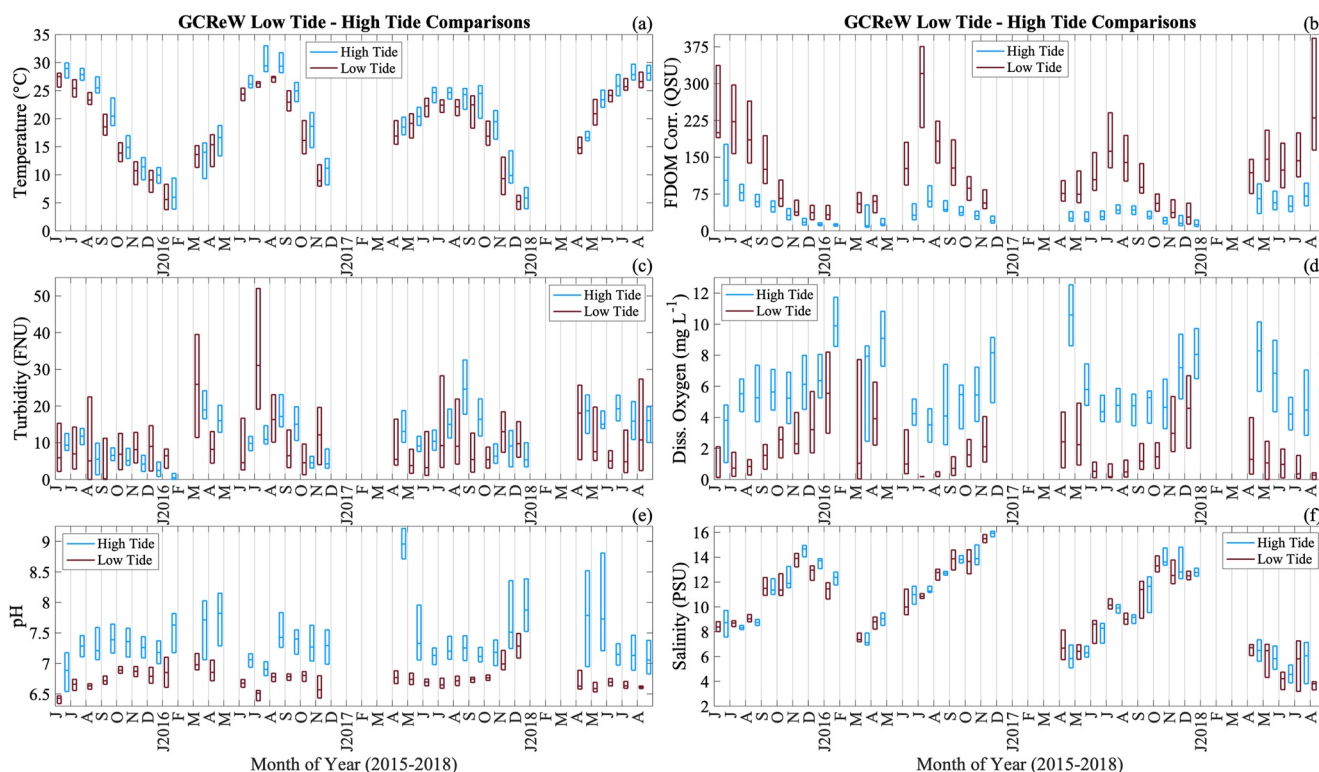 GCReW Low Tide - High Tide Comparisons
(a)
High Tide
Low Tide
Temperature (°C)
35
30
25
20
15
10
5
0
J J A S O N D J2016 F M A M J J A S O N D J2017 F M A M J J A S O N D J2018 F M A M J J A
GCReW Low Tide - High Tide Comparisons
(b)
High Tide
Low Tide
FDOM Corr. (QSU)
375
300
225
150
75
0
J J A S O N D J2016 F M A M J J A S O N D J2017 F M A M J J A S O N D J2018 F M A M J J A
(c)
High Tide
Low Tide
Turbidity (FNU)
50
40
30
20
10
0
J J A S O N D J2016 F M A M J J A S O N D J2017 F M A M J J A S O N D J2018 F M A M J J A
(d)
High Tide
Low Tide
Diss. Oxygen (mg L⁻¹)
12
10
8
6
4
2
0
J J A S O N D J2016 F M A M J J A S O N D J2017 F M A M J J A S O N D J2018 F M A M J J A
(e)
High Tide
Low Tide
pH
9
8.5
8
7.5
7
6.5
J J A S O N D J2016 F M A M J J A S O N D J2017 F M A M J J A S O N D J2018 F M A M J J A
Month of Year (2015-2018)
(f)
High Tide
Low Tide
Salinity (PSU)
16
14
12
10
8
6
4
2
J J A S O N D J2016 F M A M J J A S O N D J2017 F M A M J J A S O N D J2018 F M A M J J A
Month of Year (2015-2018)